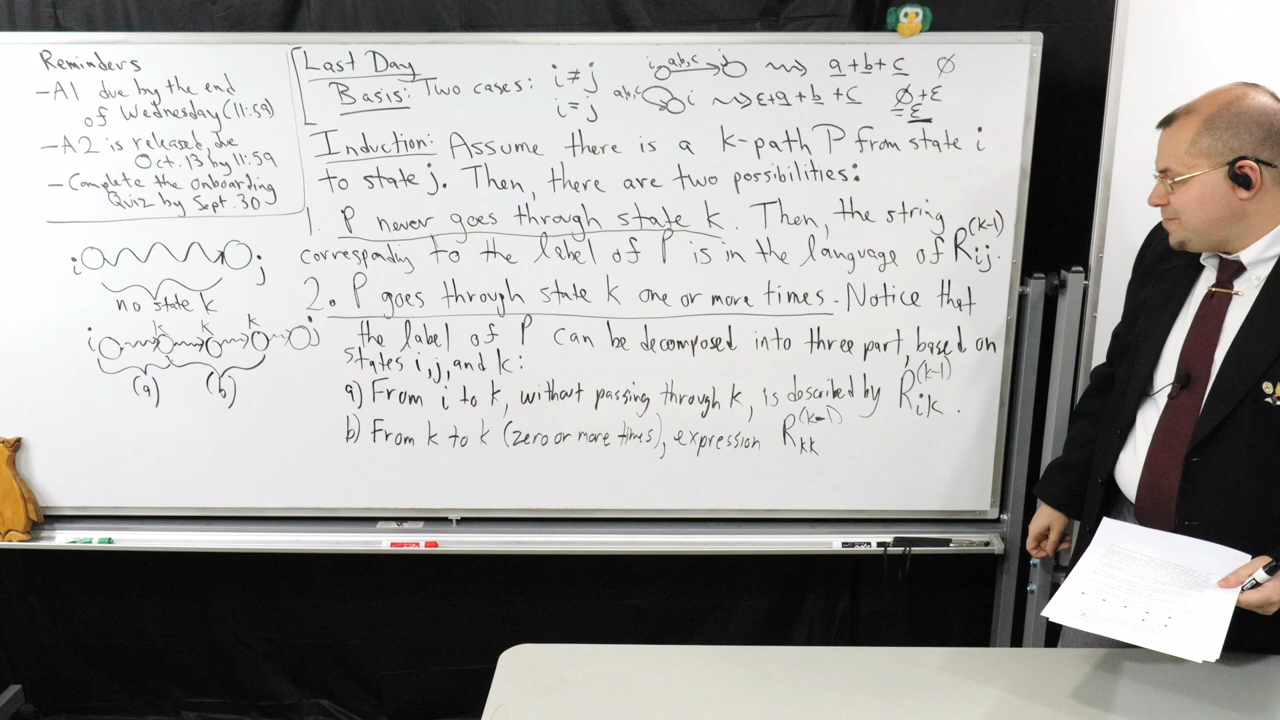 Reminders
-A1 due by the end
of Wednesday (11:59)
-A2 is released, due
Oct. 13 by 11:59
-Complete the Onboarding
Quiz by Sept. 30
i j
no state k
i k k k j
(a) (b)
Last Day
Basis: Two cases: i≠j i a,b,c j ⇝ a+b+c ∅
i=j a,b,c i ⇝ ε+a+b+c ∅+ε
=ε
Induction: Assume there is a k-path P from state i
to state j. Then, there are two possibilities:
1. P never goes through state k. Then, the string
corresponding to the label of P is in the language of R_ij^(k-1).
2. P goes through state k one or more times. Notice that
the label of P can be decomposed into three part, based on
states i, j, and k:
a) From i to k, without passing through k, is described by R_ik^(k-1).
b) From k to k (zero or more times), expression R_kk^(k-1)